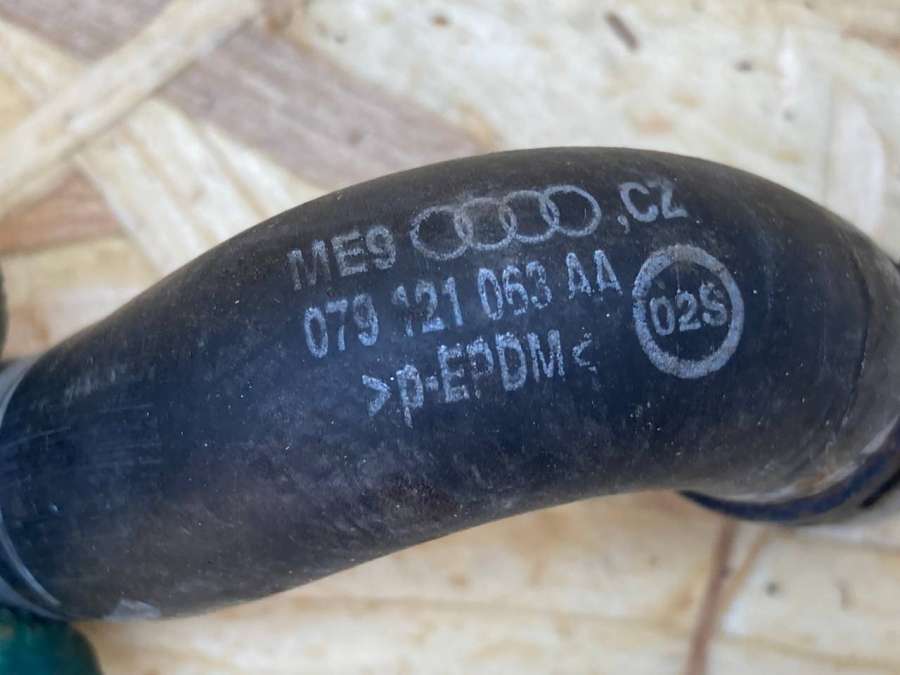 ME9 ,CZ
079 121 063 AA
>p-EPDM<
02S